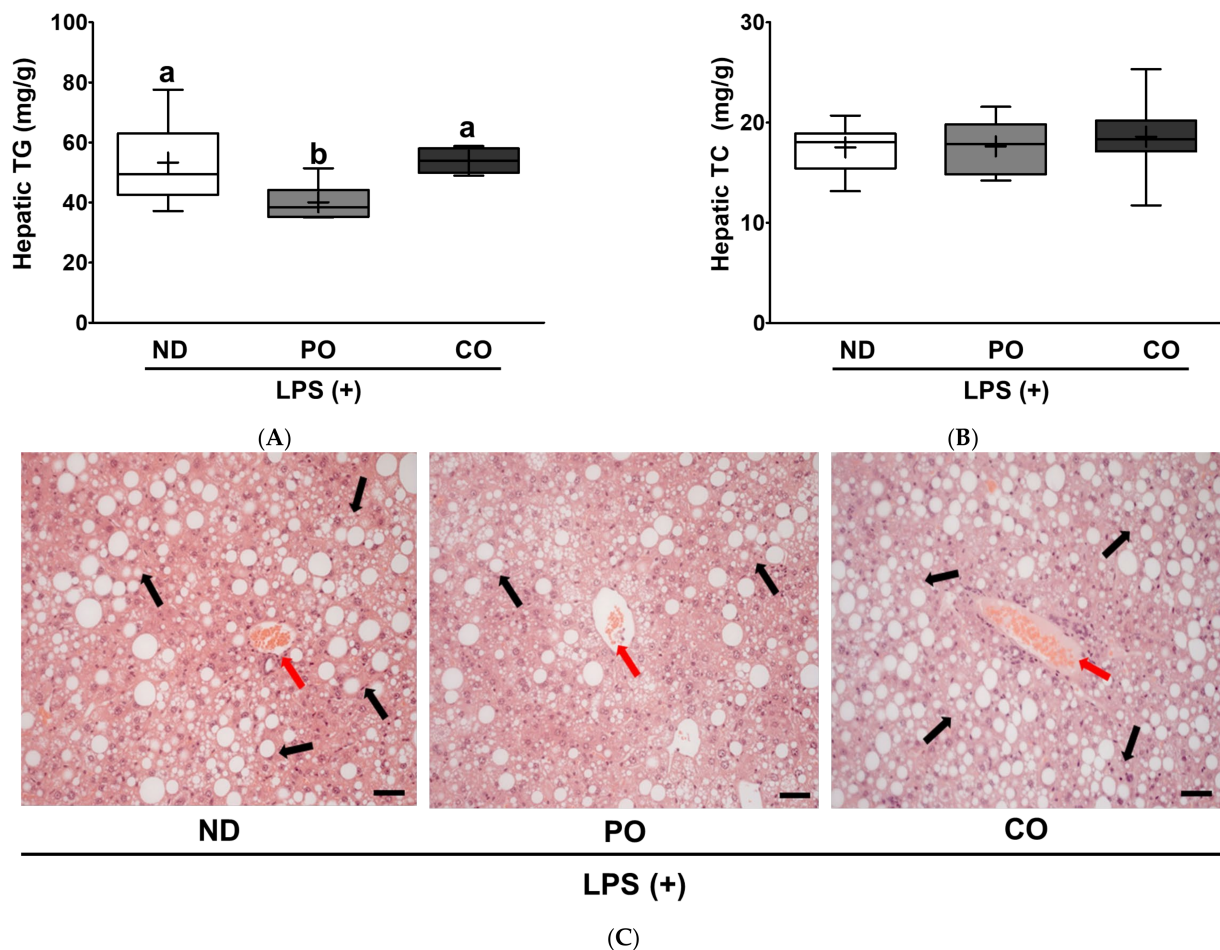 Hepatic TG (mg/g)
100
80
60
40
20
0
a
b
a
ND PO CO
LPS (+)
(A)
Hepatic TC (mg/g)
30
20
10
0
ND PO CO
LPS (+)
(B)
ND PO CO
LPS (+)
(C)